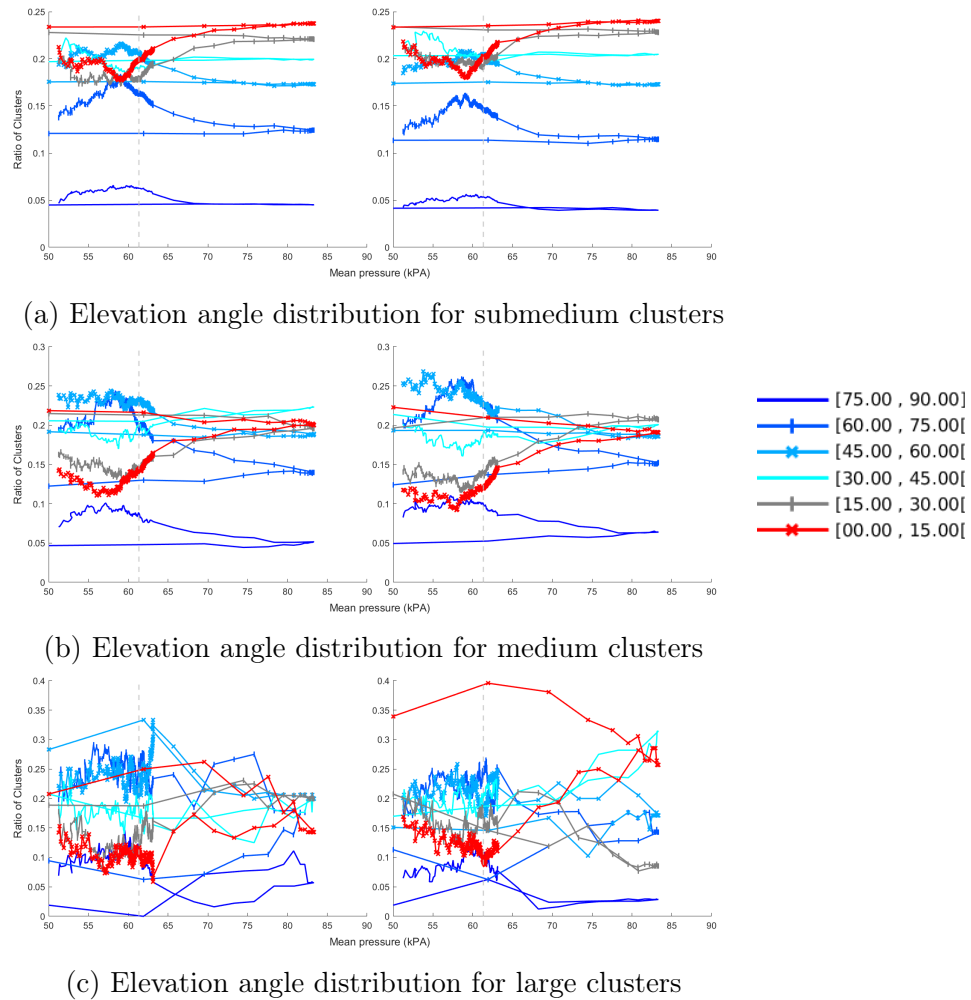 0.25 0.25
0.2 0.2
0.15 0.15
0.1 0.1
0.05 0.05
0 0
Ratio of Clusters
50 55 60 65 70 75 80 85 90 50 55 60 65 70 75 80 85 90
Mean pressure (kPA) Mean pressure (kPA)
(a) Elevation angle distribution for submedium clusters
0.3 0.3
0.25 0.25
0.2 0.2
0.15 0.15
0.1 0.1
0.05 0.05
0 0
Ratio of Clusters
50 55 60 65 70 75 80 85 90 50 55 60 65 70 75 80 85 90
Mean pressure (kPA) Mean pressure (kPA)
(b) Elevation angle distribution for medium clusters
[75.00 , 90.00]
[60.00 , 75.00[
[45.00 , 60.00[
[30.00 , 45.00[
[15.00 , 30.00[
[00.00 , 15.00[
0.4 0.4
0.35 0.35
0.3 0.3
0.25 0.25
0.2 0.2
0.15 0.15
0.1 0.1
0.05 0.05
0 0
Ratio of Clusters
50 55 60 65 70 75 80 85 90 50 55 60 65 70 75 80 85 90
Mean pressure (kPA) Mean pressure (kPA)
(c) Elevation angle distribution for large clusters